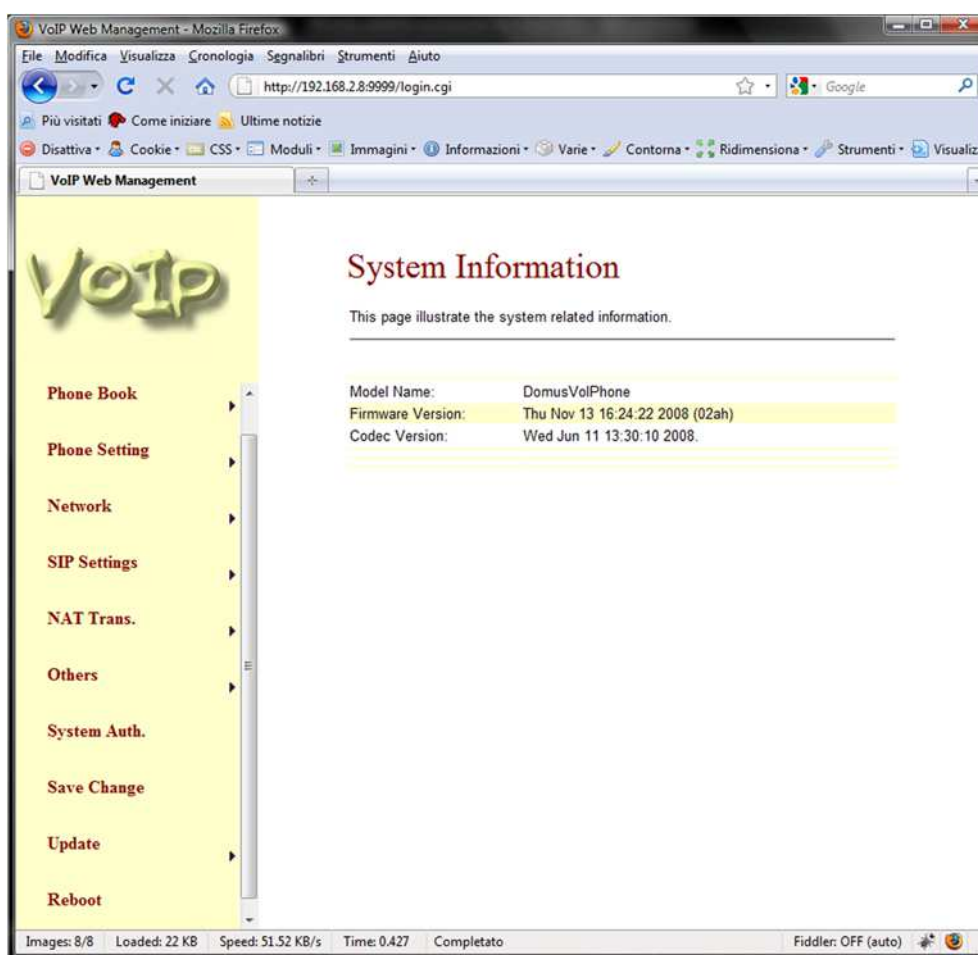 VoIP Web Management - Mozilla Firefox
File Modifica Visualizza Cronologia Segnalibri Strumenti Aiuto
http://192.168.2.8:9999/login.cgi
Google
Più visitati Come iniziare Ultime notizie
Disattiva Cookie CSS Moduli Immagini Informazioni Varie Contorna Ridimensiona Strumenti Visualiz
VoIP Web Management
VOIP
System Information
This page illustrate the system related information.
Phone Book
Phone Setting
Network
SIP Settings
NAT Trans.
Others
System Auth.
Save Change
Update
Reboot
Model Name: DomusVoIPhone
Firmware Version: Thu Nov 13 16:24:22 2008 (02ah)
Codec Version: Wed Jun 11 13:30:10 2008.
Images: 8/8 Loaded: 22 KB Speed: 51.52 KB/s Time: 0.427 Completato Fiddler: OFF (auto)